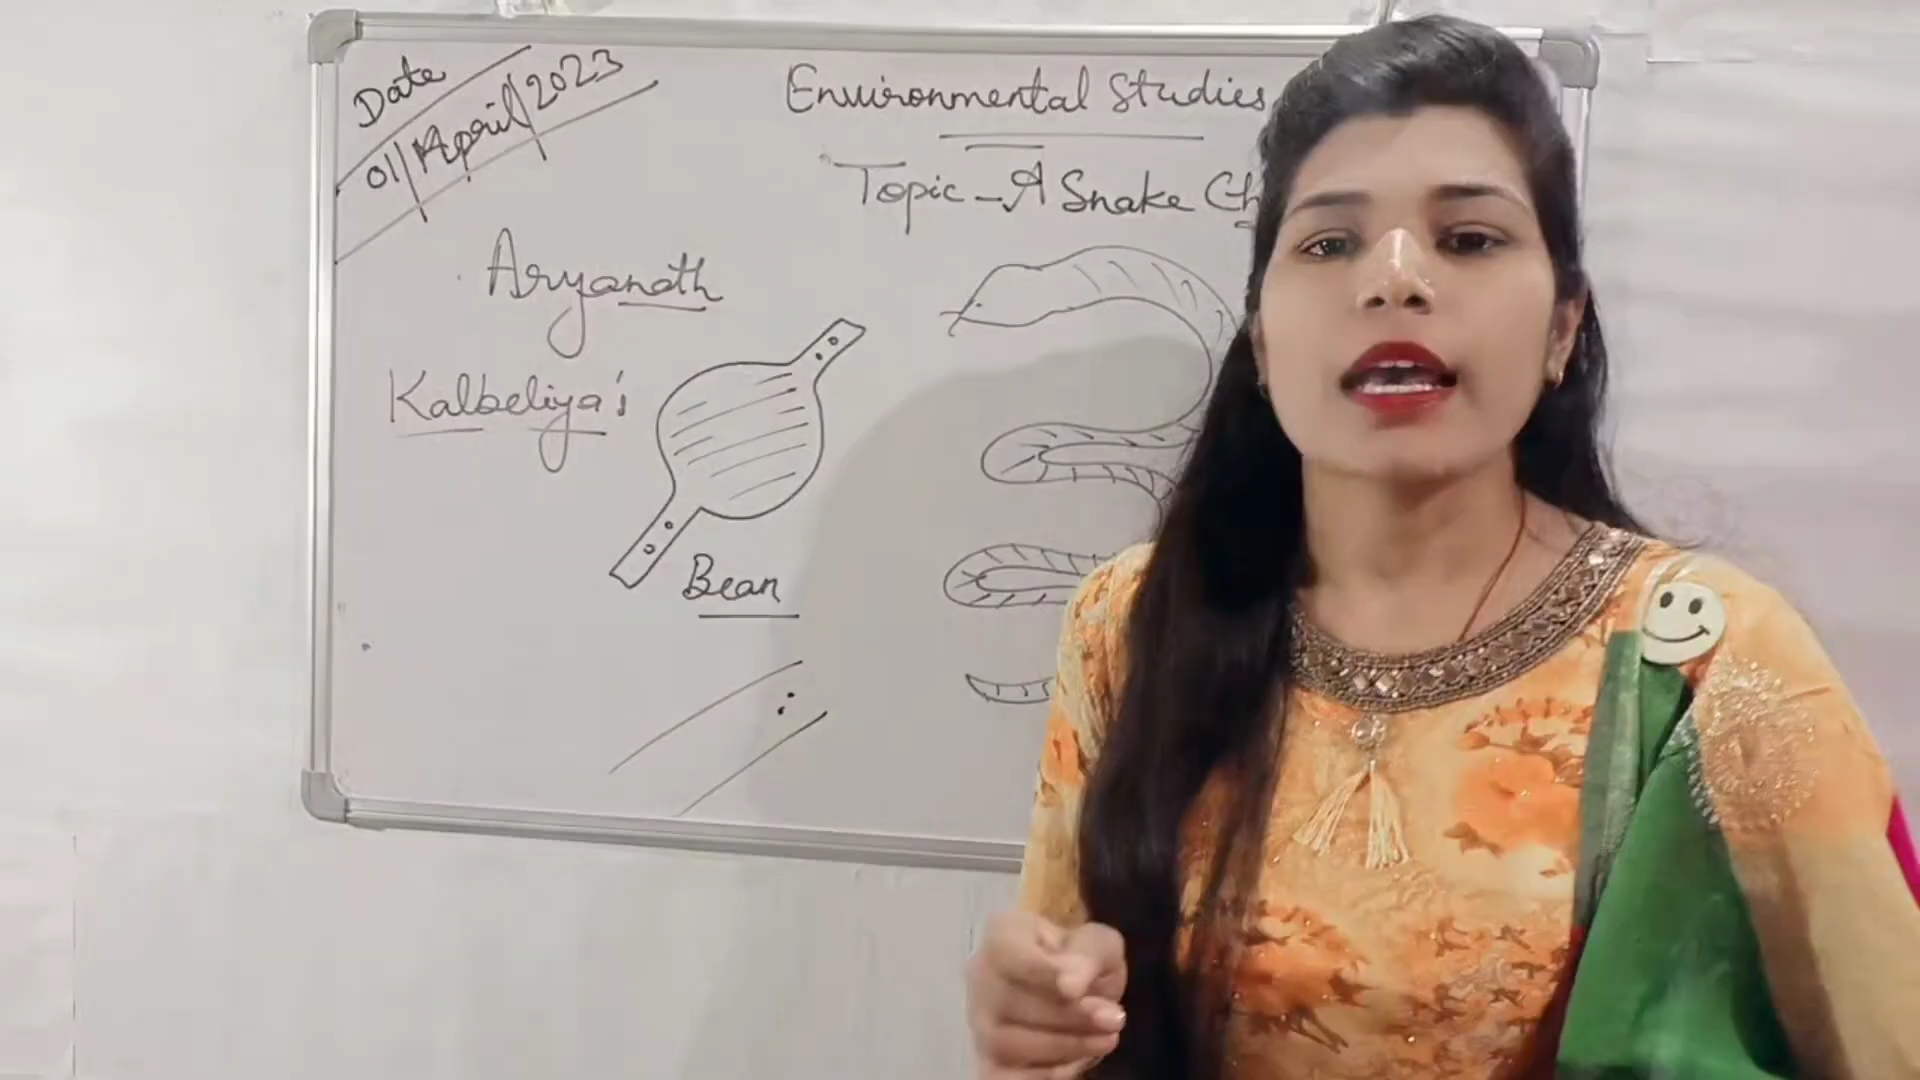 Date
01/April/2023
Environmental Studies
Topic - A Snake Ch
Aryanath
Kalbeliya's
Bean